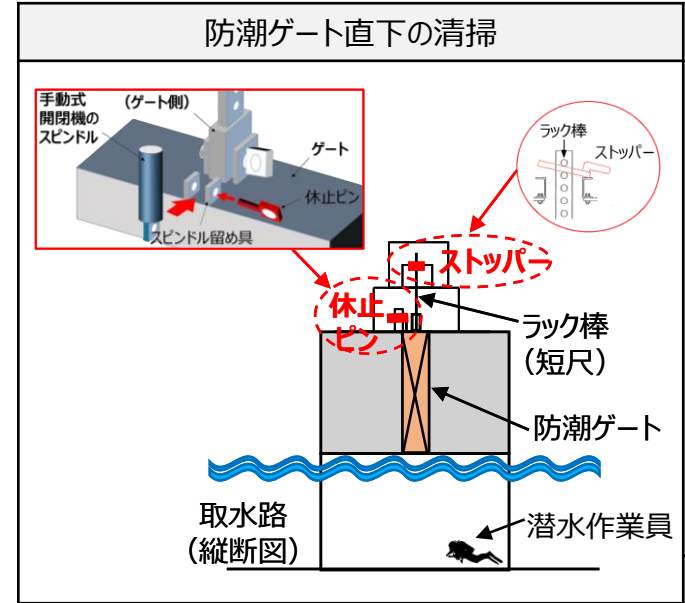 防潮ゲート直下の清掃
手動式
開閉機の
スピンドル
（ゲート側）
ゲート
休止ピン
スピンドル留め具
ラック棒
ストッパー
ストッパー
休止
ピン
ラック棒
（短尺）
防潮ゲート
取水路
（縦断図）
潜水作業員